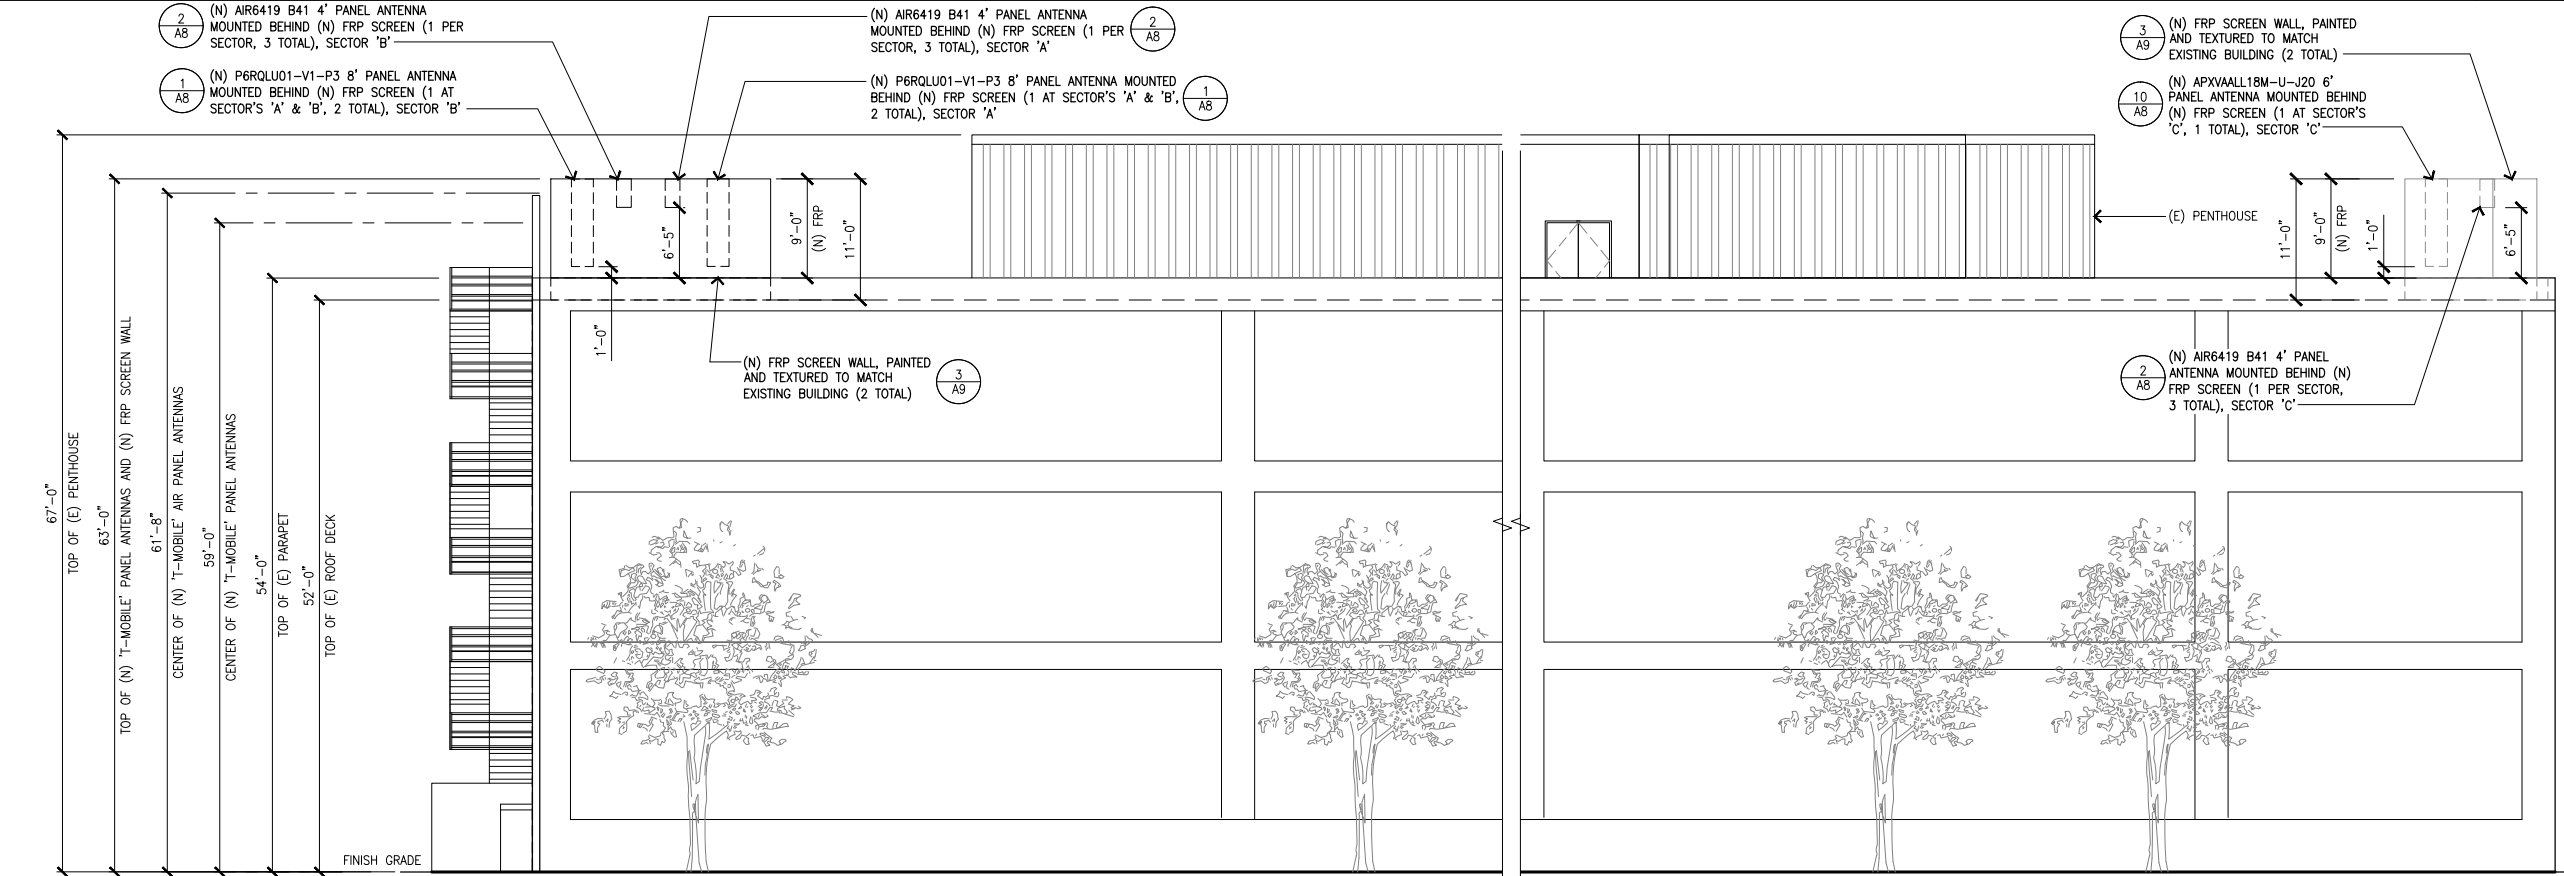 2
A8
(N) AIR6419 B41 4' PANEL ANTENNA
MOUNTED BEHIND (N) FRP SCREEN (1 PER
SECTOR, 3 TOTAL), SECTOR 'B'
1
A8
(N) P6RQLU01-V1-P3 8' PANEL ANTENNA
MOUNTED BEHIND (N) FRP SCREEN (1 AT
SECTOR'S 'A' & 'B', 2 TOTAL), SECTOR 'B'
(N) AIR6419 B41 4' PANEL ANTENNA
MOUNTED BEHIND (N) FRP SCREEN (1 PER
SECTOR, 3 TOTAL), SECTOR 'A'
2
A8
(N) P6RQLU01-V1-P3 8' PANEL ANTENNA MOUNTED
BEHIND (N) FRP SCREEN (1 AT SECTOR'S 'A' & 'B',
2 TOTAL), SECTOR 'A'
1
A8
3
A9
(N) FRP SCREEN WALL, PAINTED
AND TEXTURED TO MATCH
EXISTING BUILDING (2 TOTAL)
10
A8
(N) APXVAALL18M-U-J20 6'
PANEL ANTENNA MOUNTED BEHIND
(N) FRP SCREEN (1 AT SECTOR'S
'C', 1 TOTAL), SECTOR 'C'
67'-0"
TOP OF (E) PENTHOUSE
63'-0"
TOP OF (N) 'T-MOBILE' PANEL ANTENNAS AND (N) FRP SCREEN WALL
61'-8"
CENTER OF (N) 'T-MOBILE' AIR PANEL ANTENNAS
59'-0"
CENTER OF (N) 'T-MOBILE' PANEL ANTENNAS
54'-0"
TOP OF (E) PARAPET
52'-0"
TOP OF (E) ROOF DECK
1'-0"
6'-5"
9'-0"
(N) FRP
11'-0"
(E) PENTHOUSE
11'-0"
9'-0"
(N) FRP
1'-0"
6'-5"
(N) FRP SCREEN WALL, PAINTED
AND TEXTURED TO MATCH
EXISTING BUILDING (2 TOTAL)
3
A9
2
A8
(N) AIR6419 B41 4' PANEL
ANTENNA MOUNTED BEHIND (N)
FRP SCREEN (1 PER SECTOR,
3 TOTAL), SECTOR 'C'
FINISH GRADE